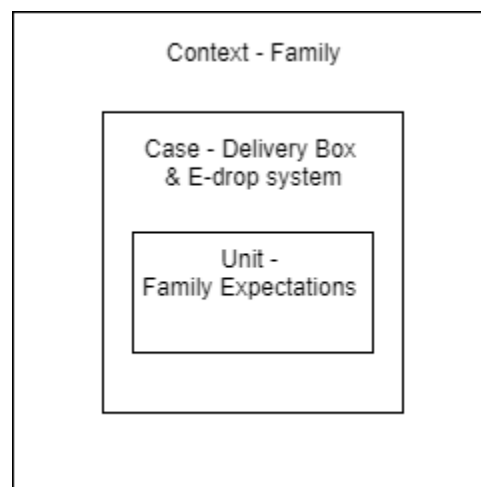 Context - Family
Case - Delivery Box
& E-drop system
Unit -
Family Expectations